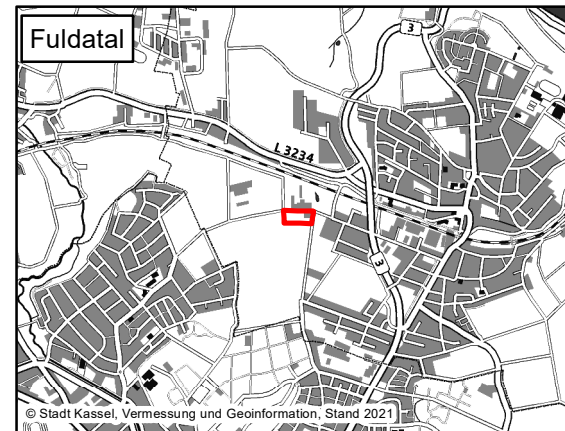 Fuldatal
3
L 3234
3
© Stadt Kassel, Vermessung und Geoinformation, Stand 2021